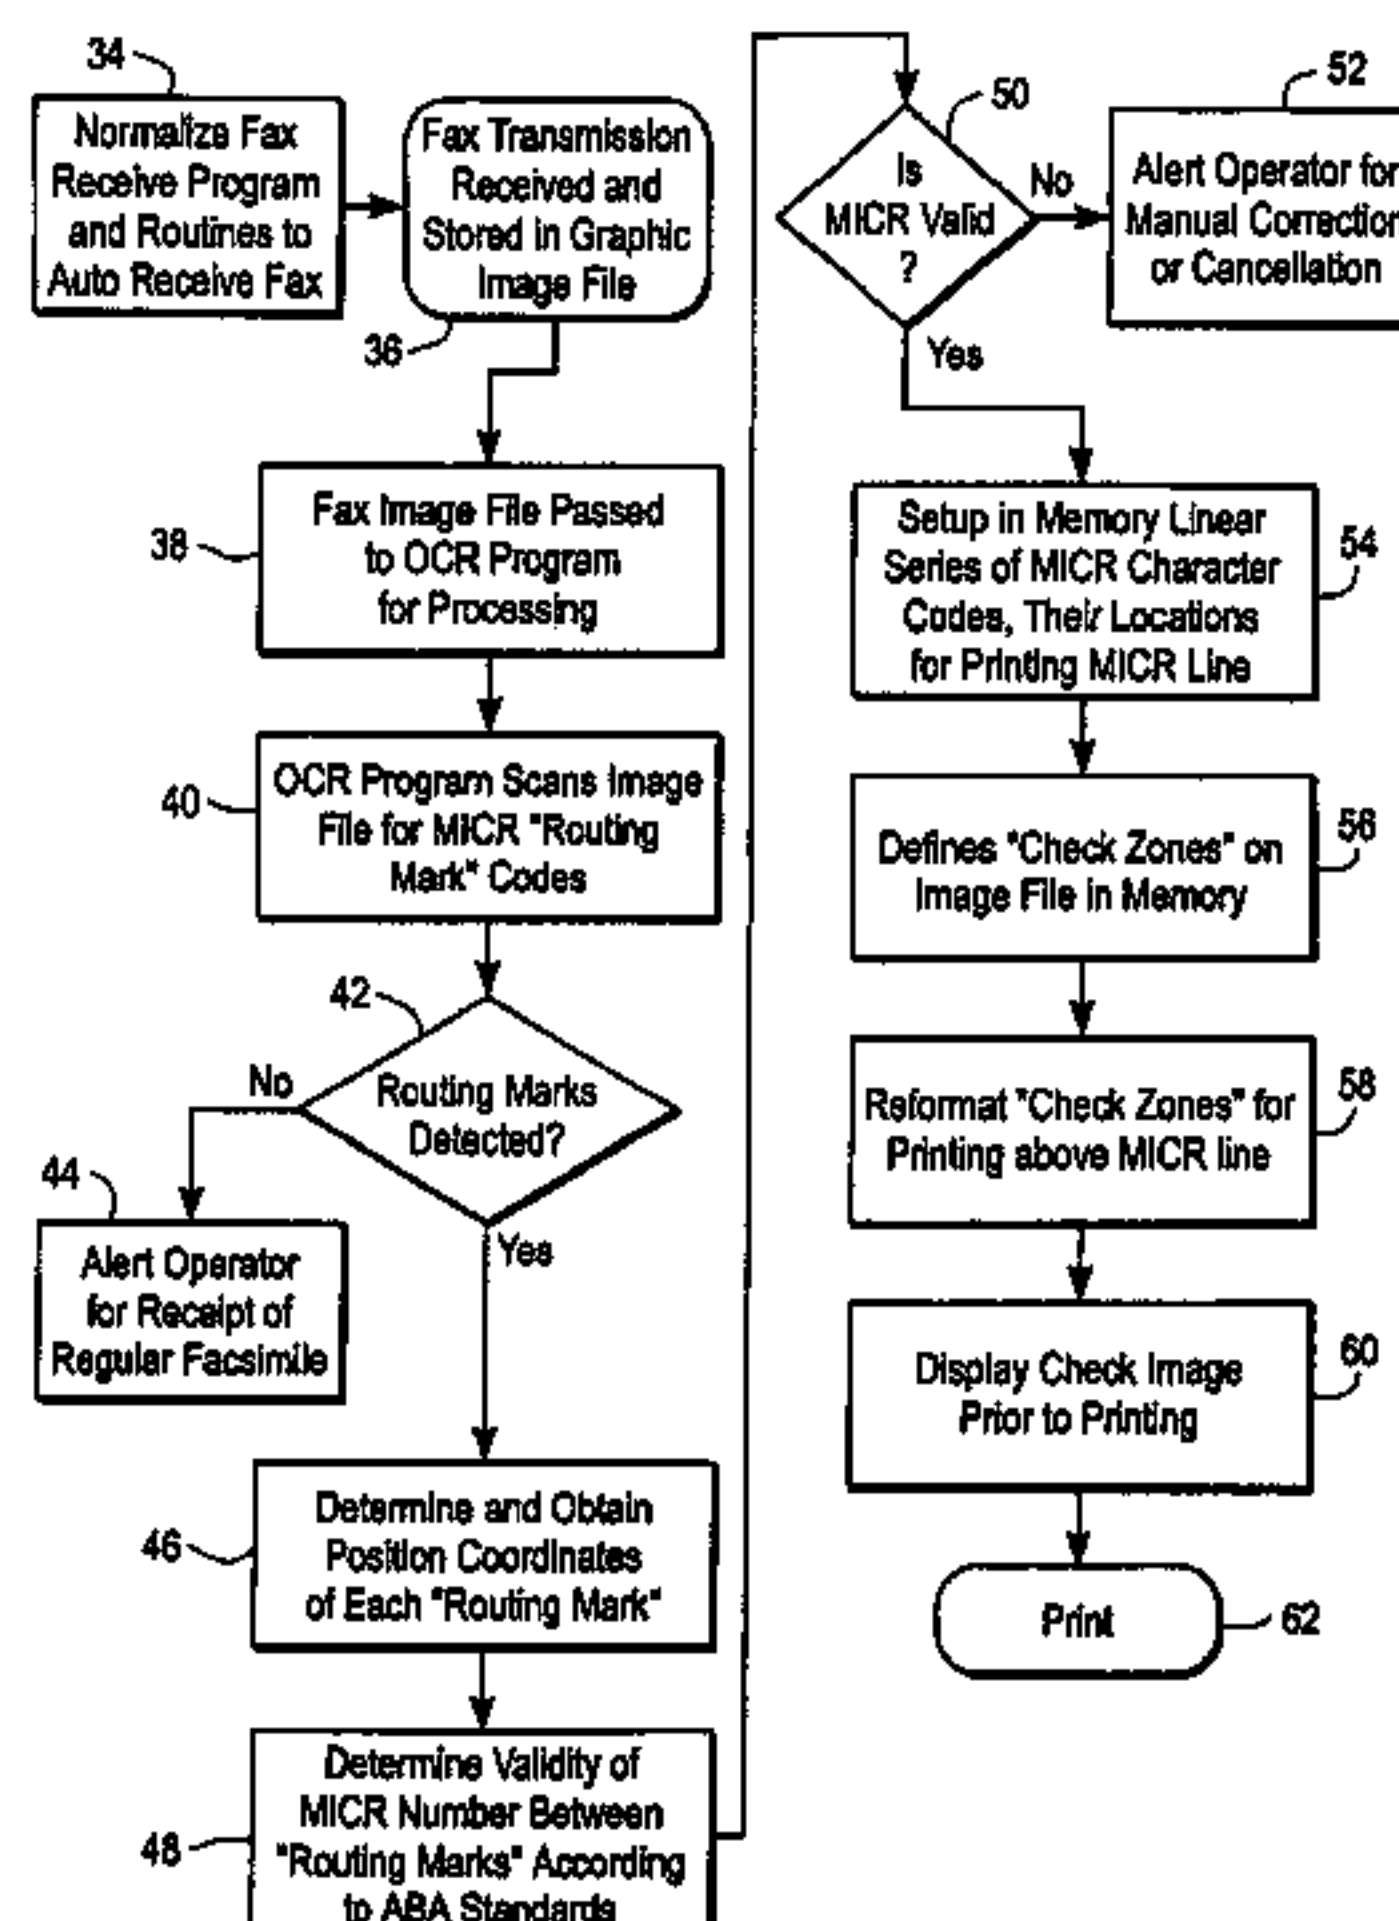 34
Normalize Fax
Receive Program
and Routines to
Auto Receive Fax
Fax Transmission
Received and
Stored in Graphic
Image File
36
38
Fax Image File Passed
to OCR Program
for Processing
40
OCR Program Scans Image
File for MICR "Routing
Mark" Codes
42
Routing Marks
Detected?
No
Yes
44
Alert Operator
for Receipt of
Regular Facsimile
46
Determine and Obtain
Position Coordinates
of Each "Routing Mark"
48
Determine Validity of
MICR Number Between
"Routing Marks" According
to ABA Standards
50
Is
MICR Valid
?
No
Yes
52
Alert Operator for
Manual Correction
or Cancellation
54
Setup in Memory Linear
Series of MICR Character
Codes, Their Locations
for Printing MICR Line
56
Defines "Check Zones" on
Image File in Memory
58
Reformat "Check Zones" for
Printing above MICR line
60
Display Check Image
Prior to Printing
Print
62